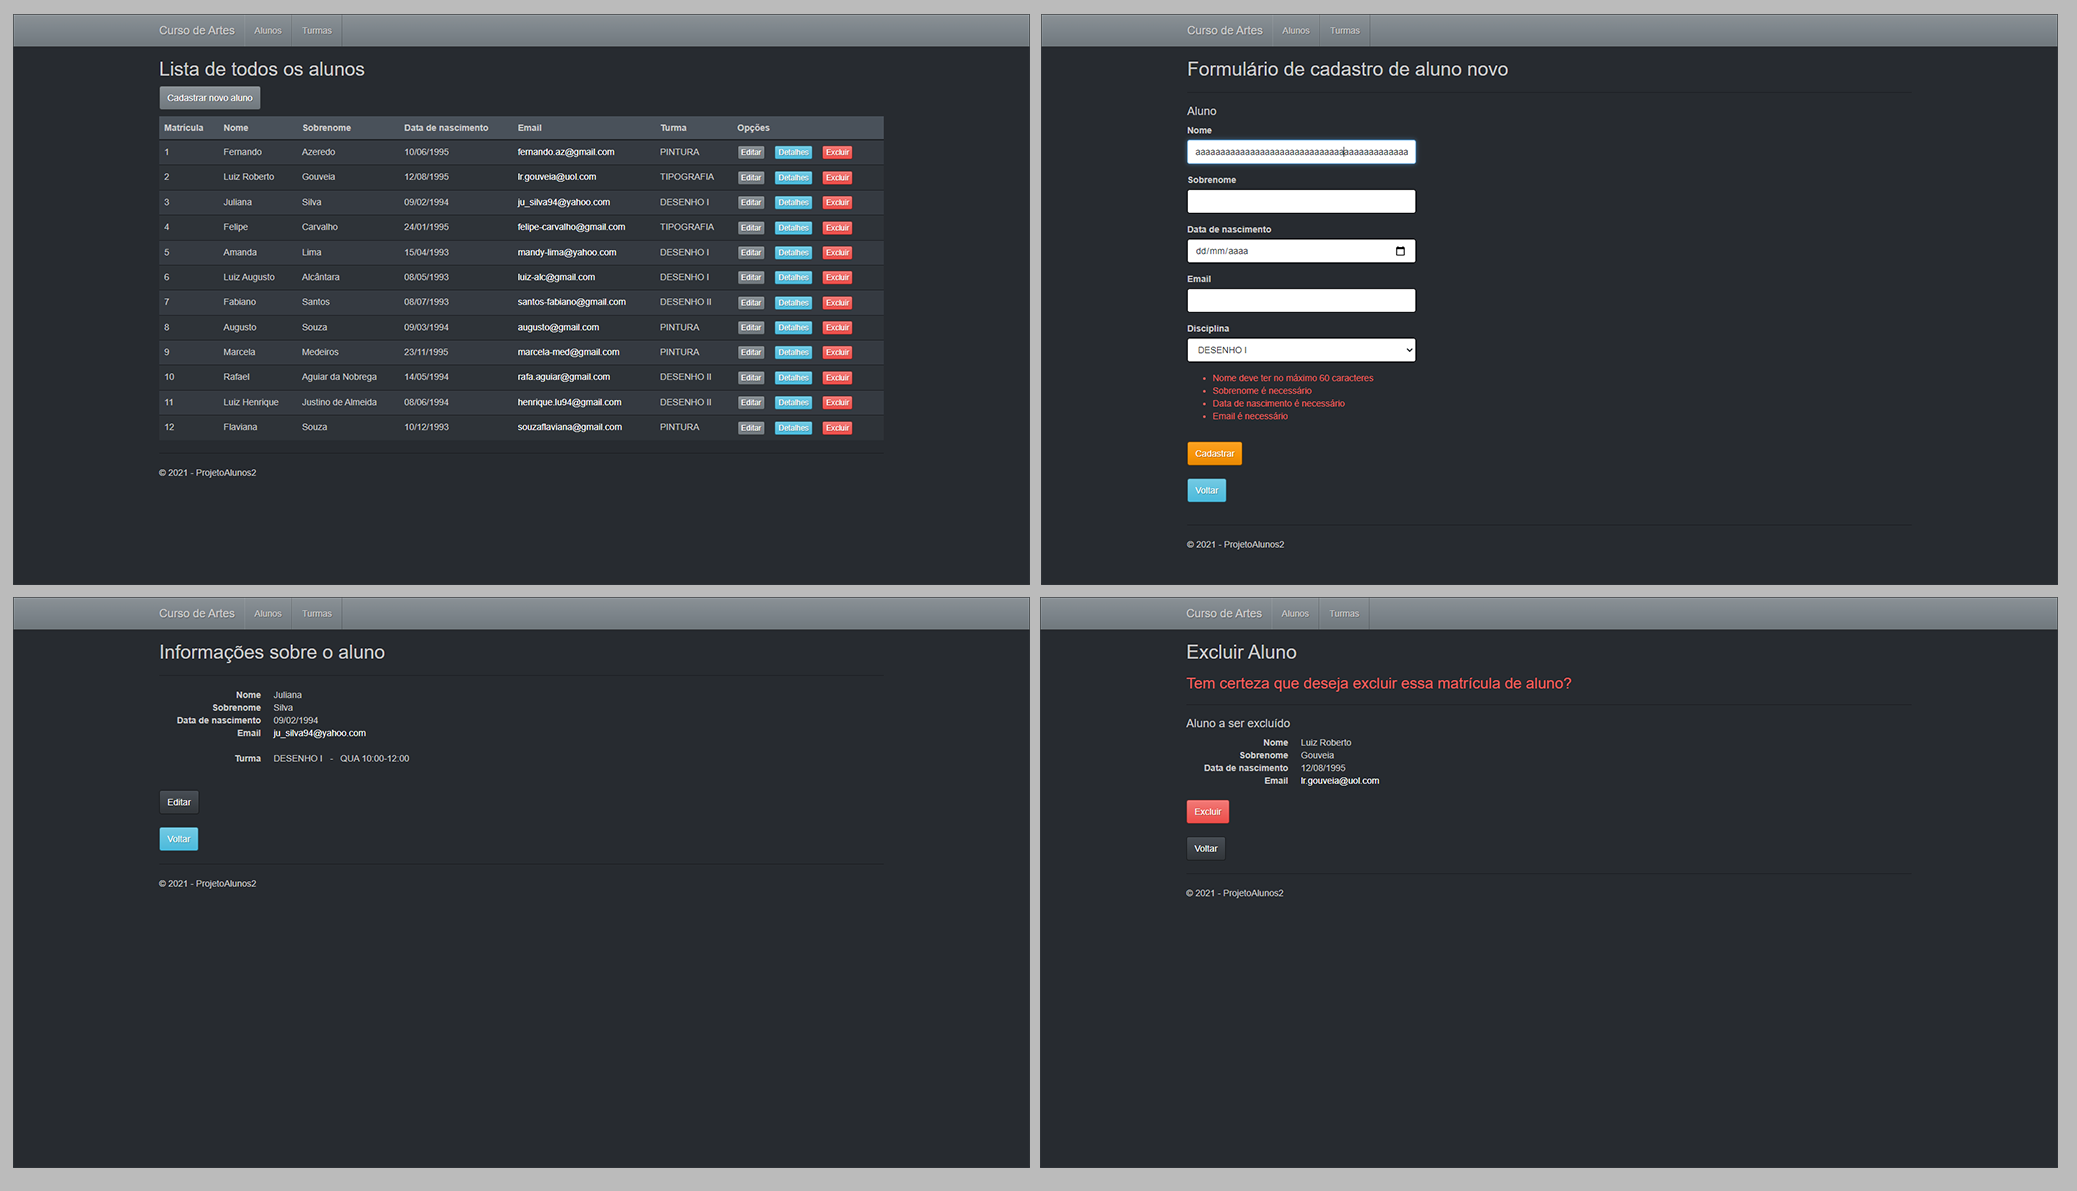 Curso de Artes Alunos Turmas
Lista de todos os alunos
Cadastrar novo aluno
Matrícula Nome Sobrenome Data de nascimento Email Turma Opções
1 Fernando Azeredo 10/06/1995 fernando.az@gmail.com PINTURA Editar Detalhes Excluir
2 Luiz Roberto Gouveia 12/08/1995 lr.gouveia@uol.com TIPOGRAFIA Editar Detalhes Excluir
3 Juliana Silva 09/02/1994 ju_silva94@yahoo.com DESENHO I Editar Detalhes Excluir
4 Felipe Carvalho 24/01/1995 felipe-carvalho@gmail.com TIPOGRAFIA Editar Detalhes Excluir
5 Amanda Lima 15/04/1993 mandy-lima@yahoo.com DESENHO I Editar Detalhes Excluir
6 Luiz Augusto Alcântara 08/05/1993 luiz-alc@gmail.com DESENHO I Editar Detalhes Excluir
7 Fabiano Santos 08/07/1993 santos-fabiano@gmail.com DESENHO II Editar Detalhes Excluir
8 Augusto Souza 09/03/1994 augusto@gmail.com PINTURA Editar Detalhes Excluir
9 Marcela Medeiros 23/11/1995 marcela-med@gmail.com PINTURA Editar Detalhes Excluir
10 Rafael Aguiar da Nobrega 14/05/1994 rafa.aguiar@gmail.com DESENHO II Editar Detalhes Excluir
11 Luiz Henrique Justino de Almeida 08/06/1994 henrique.lu94@gmail.com DESENHO II Editar Detalhes Excluir
12 Flaviana Souza 10/12/1993 souzaflaviana@gmail.com PINTURA Editar Detalhes Excluir
© 2021 - ProjetoAlunos2
Curso de Artes Alunos Turmas
Formulário de cadastro de aluno novo
Aluno
Nome
aaaaaaaaaaaaaaaaaaaaaaaaaaaaaaaaaaaaaaaaaaa
Sobrenome
Data de nascimento
dd/mm/aaaa
Email
Disciplina
DESENHO I
• Nome deve ter no máximo 60 caracteres
• Sobrenome é necessário
• Data de nascimento é necessário
• Email é necessário
Cadastrar
Voltar
© 2021 - ProjetoAlunos2
Curso de Artes Alunos Turmas
Informações sobre o aluno
Nome Juliana
Sobrenome Silva
Data de nascimento 09/02/1994
Email ju_silva94@yahoo.com
Turma DESENHO I - QUA 10:00-12:00
Editar
Voltar
© 2021 - ProjetoAlunos2
Curso de Artes Alunos Turmas
Excluir Aluno
Tem certeza que deseja excluir essa matrícula de aluno?
Aluno a ser excluído
Nome Luiz Roberto
Sobrenome Gouveia
Data de nascimento 12/08/1995
Email lr.gouveia@uol.com
Excluir
Voltar
© 2021 - ProjetoAlunos2